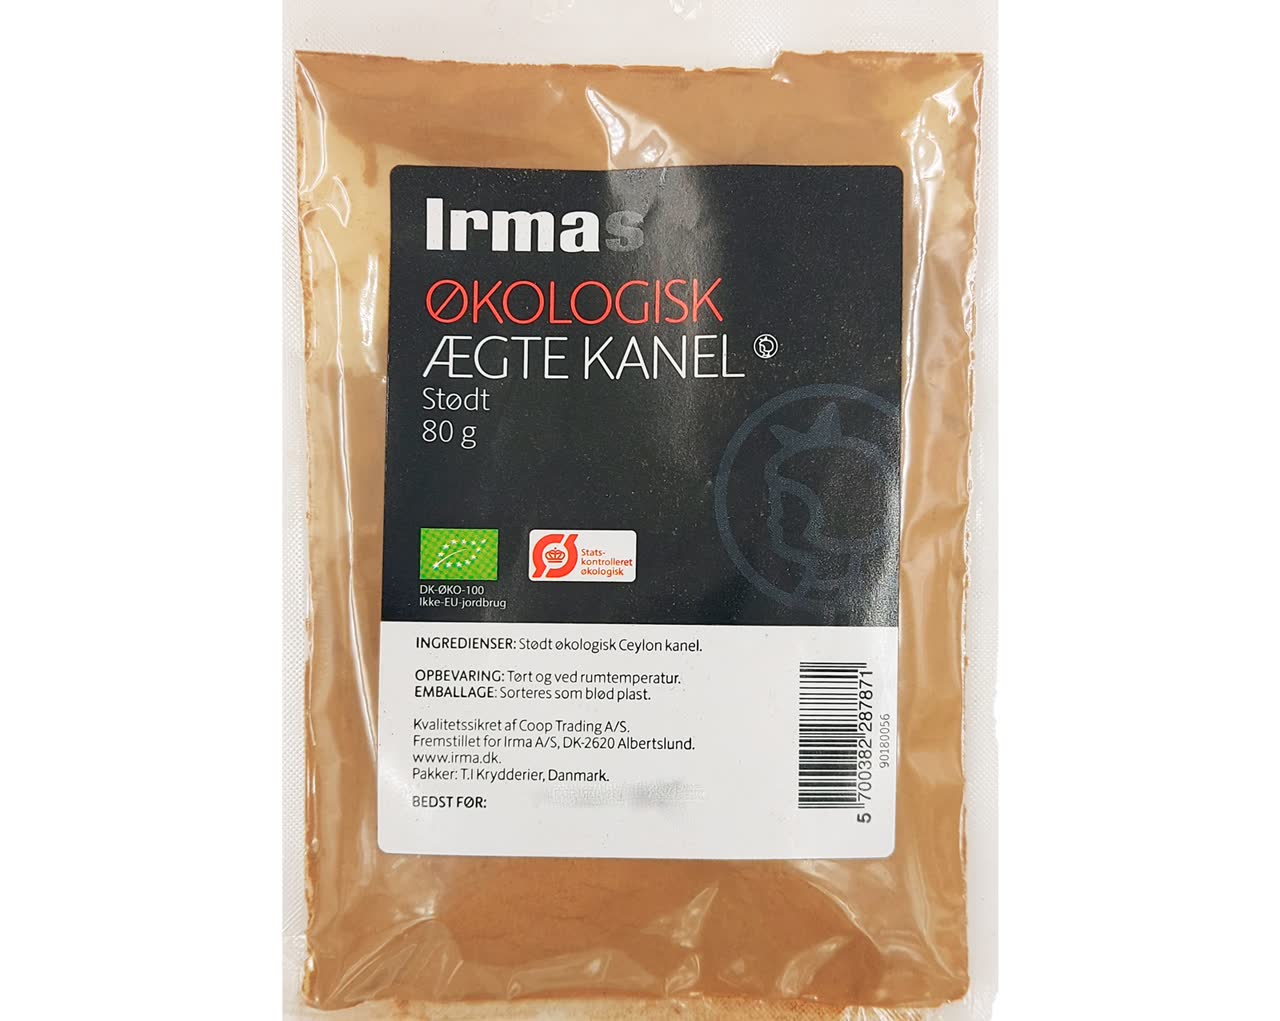 Irmas
ØKOLOGISK
ÆGTE KANEL
Stødt
80 g
Stats-
kontrolleret
økologisk
DK-ØKO-100
Ikke-EU-jordbrug
INGREDIENSER: Stødt økologisk Ceylon kanel.
OPBEVARING: Tørt og ved rumtemperatur.
EMBALLAGE: Sorteres som blød plast.
Kvalitetssikret af Coop Trading A/S.
Fremstillet for Irma A/S, DK-2620 Albertslund.
www.irma.dk.
Pakker: T.I Krydderier, Danmark.
BEDST FØR:
5 700382 287871
90180056